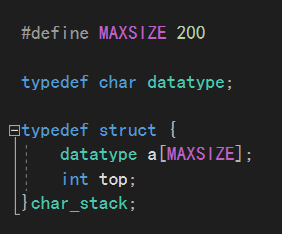 #define MAXSIZE 200
typedef char datatype;
typedef struct {
datatype a[MAXSIZE];
int top;
}char_stack;